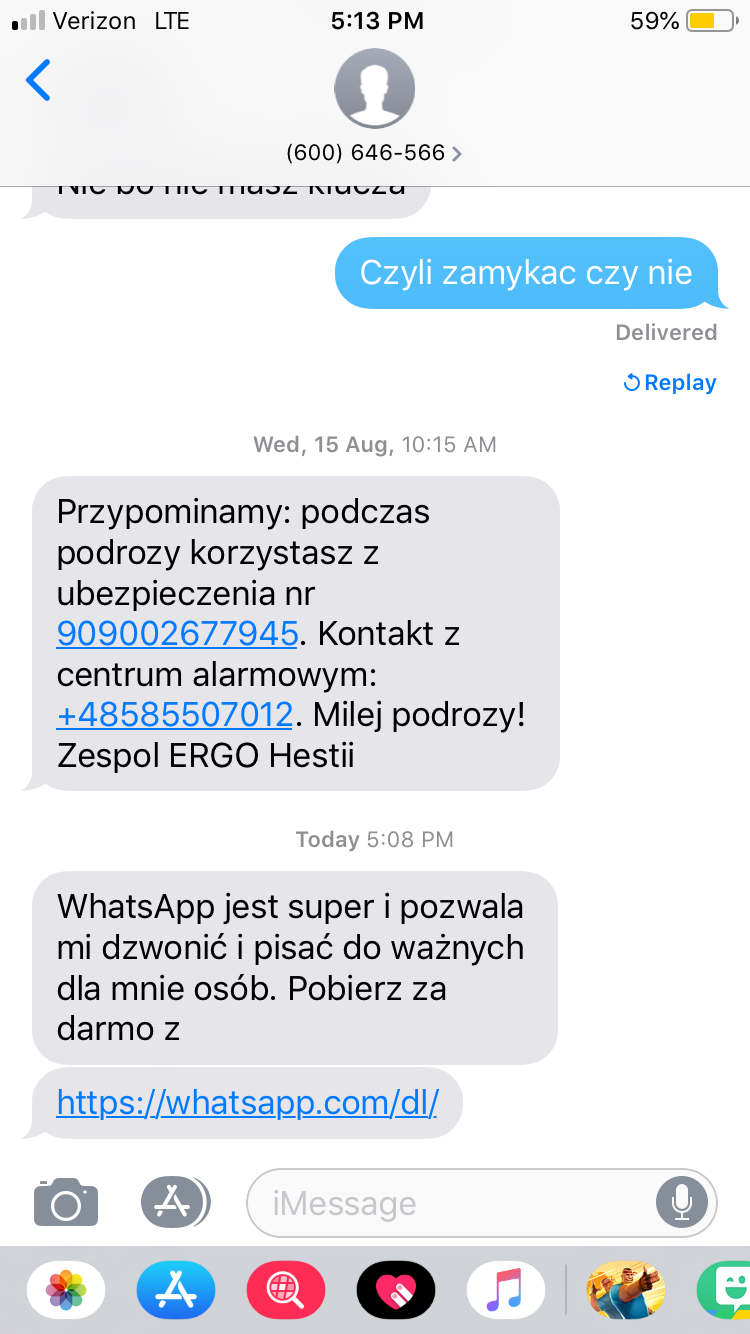 Verizon LTE 5:13 PM 59%
(600) 646-566
Nic bo nie masz klucza
Czyli zamykac czy nie
Delivered
Replay
Wed, 15 Aug, 10:15 AM
Przypominamy: podczas
podrozy korzystasz z
ubezpieczenia nr
909002677945. Kontakt z
centrum alarmowym:
+48585507012. Milej podrozy!
Zespol ERGO Hestii
Today 5:08 PM
WhatsApp jest super i pozwala
mi dzwonić i pisać do ważnych
dla mnie osób. Pobierz za
darmo z
https://whatsapp.com/dl/
iMessage